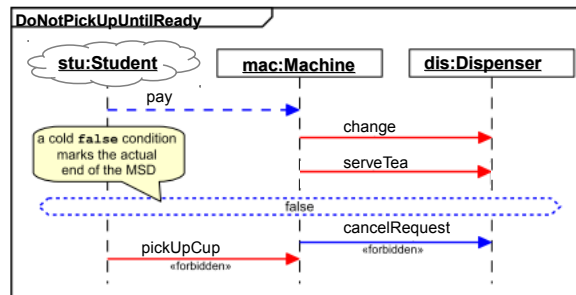 DoNotPickUpUntilReady
stu:Student
mac:Machine
dis:Dispenser
pay
change
a cold false condition
marks the actual
end of the MSD
serveTea
false
cancelRequest
«forbidden»
pickUpCup
«forbidden»